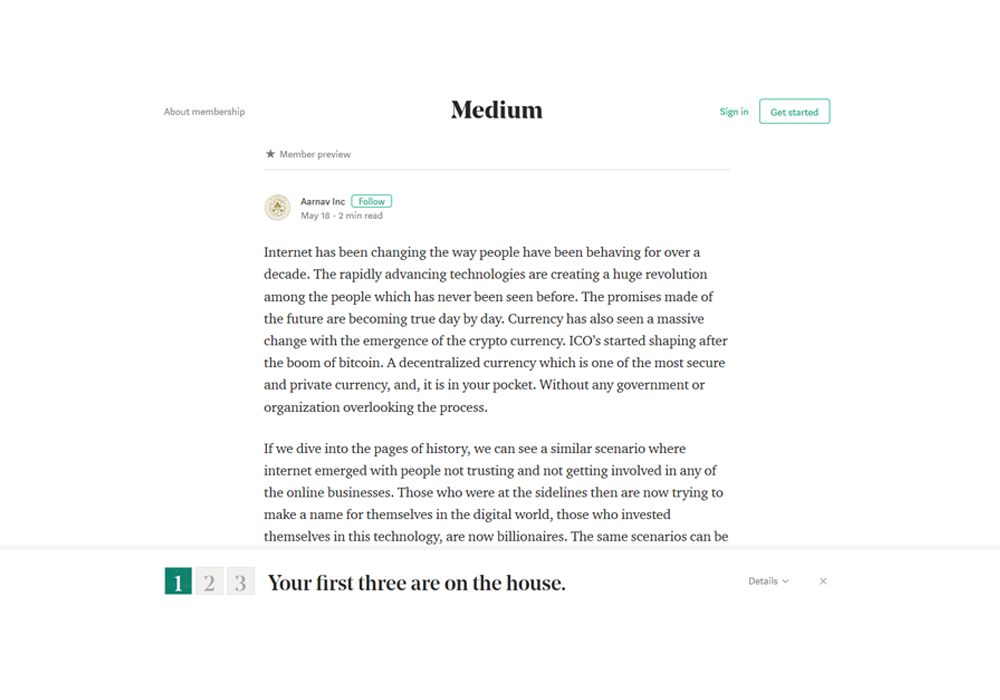 About membership
Medium
Sign in
Get started
★ Member preview
Aarnav Inc Follow
May 18 · 2 min read
Internet has been changing the way people have been behaving for over a
decade. The rapidly advancing technologies are creating a huge revolution
among the people which has never been seen before. The promises made of
the future are becoming true day by day. Currency has also seen a massive
change with the emergence of the crypto currency. ICO’s started shaping after
the boom of bitcoin. A decentralized currency which is one of the most secure
and private currency, and, it is in your pocket. Without any government or
organization overlooking the process.
If we dive into the pages of history, we can see a similar scenario where
internet emerged with people not trusting and not getting involved in any of
the online businesses. Those who were at the sidelines then are now trying to
make a name for themselves in the digital world, those who invested
themselves in this technology, are now billionaires. The same scenarios can be
1 2 3 Your first three are on the house.
Details